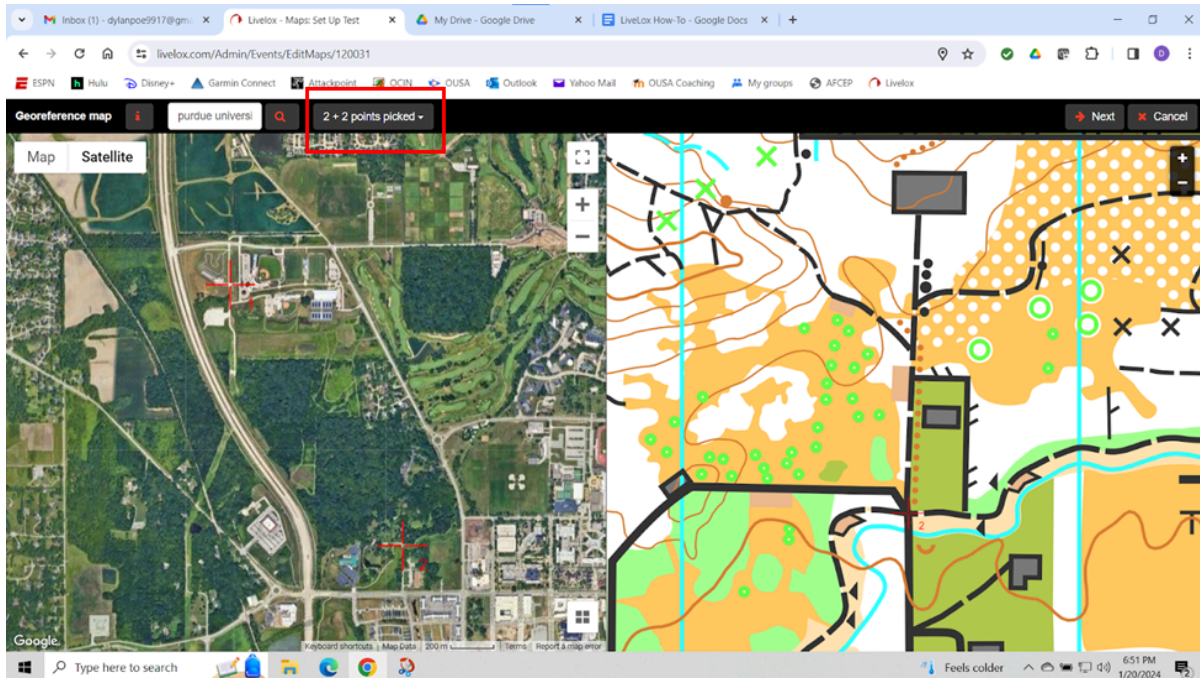 Inbox (1) - dylanpoe9917@gm
Livelox - Maps: Set Up Test
My Drive - Google Drive
LiveLox How-To - Google Docs
livelox.com/Admin/Events/EditMaps/120031
ESPN
Hulu
Disney+
Garmin Connect
Attackpoint
OCIN
OUSA
Outlook
Yahoo Mail
OUSA Coaching
My groups
AFCEP
Livelox
Georeference map
i
purdue universi
2 + 2 points picked
Next
Cancel
Map
Satellite
2
2
Google
Keyboard shortcuts
Map Data
200 m
Terms
Report a map error
Type here to search
Feels colder
6:51 PM
1/20/2024
2